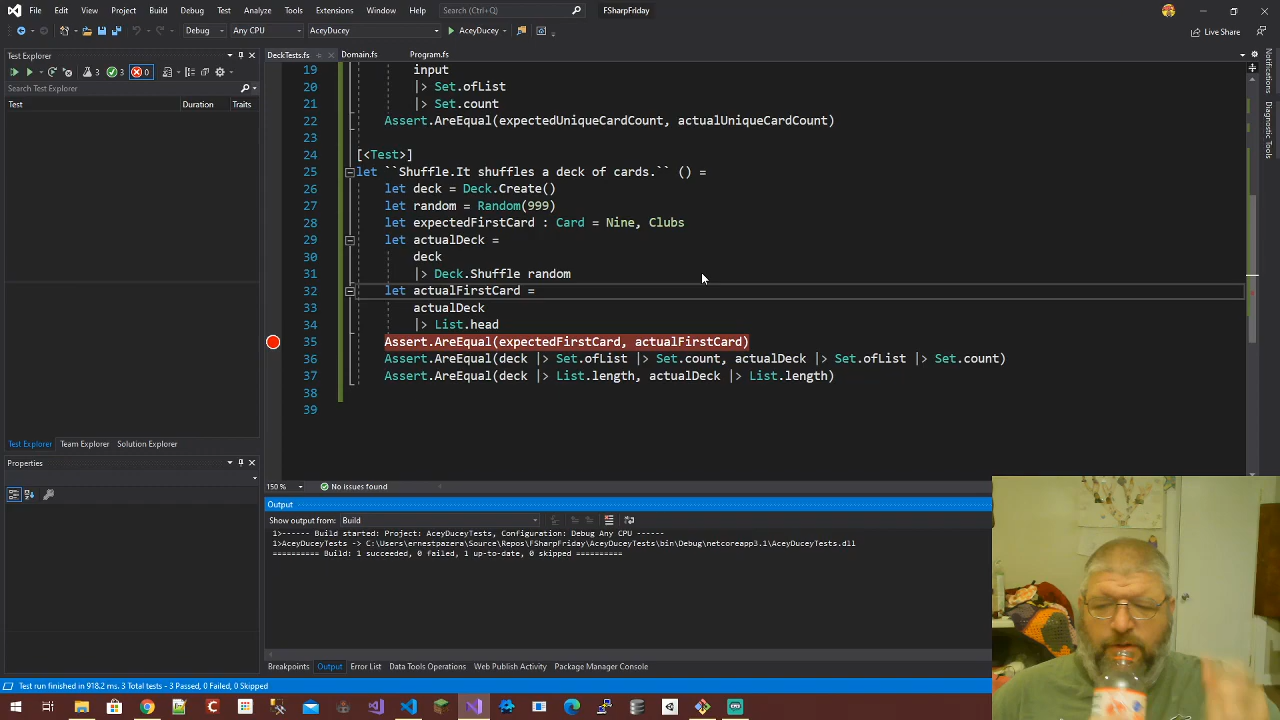 File Edit View Project Build Debug Test Analyze Tools Extensions Window Help Search (Ctrl+Q) FSharpFriday
Debug Any CPU AceyDucey AceyDucey Live Share
Test Explorer
DeckTests.fs Domain.fs Program.fs
3 3 0
Search Test Explorer
Test Duration Traits
19 input
20 |> Set.ofList
21 |> Set.count
22 Assert.AreEqual(expectedUniqueCardCount, actualUniqueCardCount)
23
24 [<Test>]
25 let ``Shuffle.It shuffles a deck of cards.`` () =
26 let deck = Deck.Create()
27 let random = Random(999)
28 let expectedFirstCard : Card = Nine, Clubs
29 let actualDeck =
30 deck
31 |> Deck.Shuffle random
32 let actualFirstCard =
33 actualDeck
34 |> List.head
35 Assert.AreEqual(expectedFirstCard, actualFirstCard)
36 Assert.AreEqual(deck |> Set.ofList |> Set.count, actualDeck |> Set.ofList |> Set.count)
37 Assert.AreEqual(deck |> List.length, actualDeck |> List.length)
38
39
Notifications
Diagnostic Tools
Test Explorer Team Explorer Solution Explorer
Properties
150 % No issues found
Output
Show output from: Build
1>------ Build started: Project: AceyDuceyTests, Configuration: Debug Any CPU ------
1>AceyDuceyTests -> C:\Users\ernestpazera\Source\Repos\FSharpFriday\AceyDuceyTests\bin\Debug\netcoreapp3.1\AceyDuceyTests.dll
========== Build: 1 succeeded, 0 failed, 1 up-to-date, 0 skipped ==========
Breakpoints Output Error List Data Tools Operations Web Publish Activity Package Manager Console
Test run finished in 918.2 ms. 3 Total tests - 3 Passed, 0 Failed, 0 Skipped